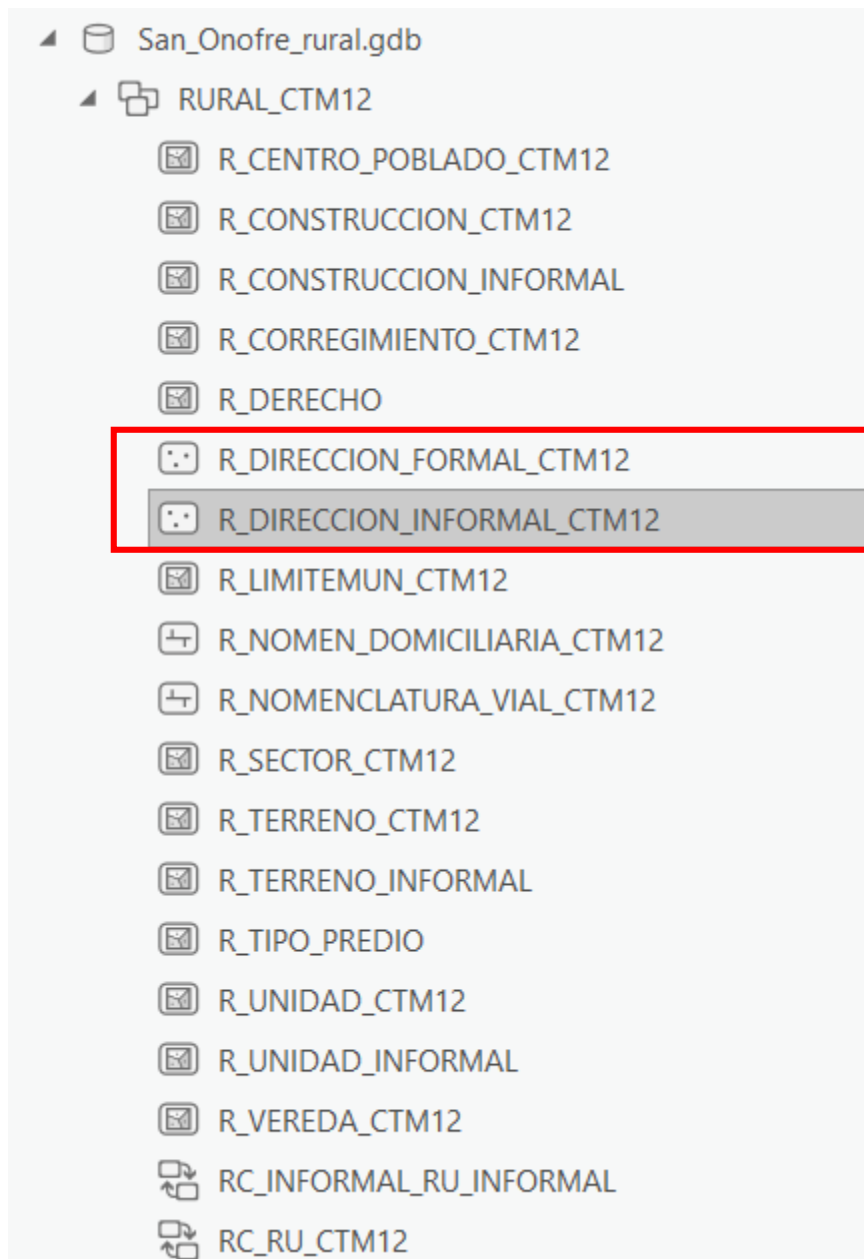 San_Onofre_rural.gdb
RURAL_CTM12
R_CENTRO_POBLADO_CTM12
R_CONSTRUCCION_CTM12
R_CONSTRUCCION_INFORMAL
R_CORREGIMIENTO_CTM12
R_DERECHO
R_DIRECCION_FORMAL_CTM12
R_DIRECCION_INFORMAL_CTM12
R_LIMITEMUN_CTM12
R_NOMEN_DOMICILIARIA_CTM12
R_NOMENCLATURA_VIAL_CTM12
R_SECTOR_CTM12
R_TERRENO_CTM12
R_TERRENO_INFORMAL
R_TIPO_PREDIO
R_UNIDAD_CTM12
R_UNIDAD_INFORMAL
R_VEREDA_CTM12
RC_INFORMAL_RU_INFORMAL
RC_RU_CTM12